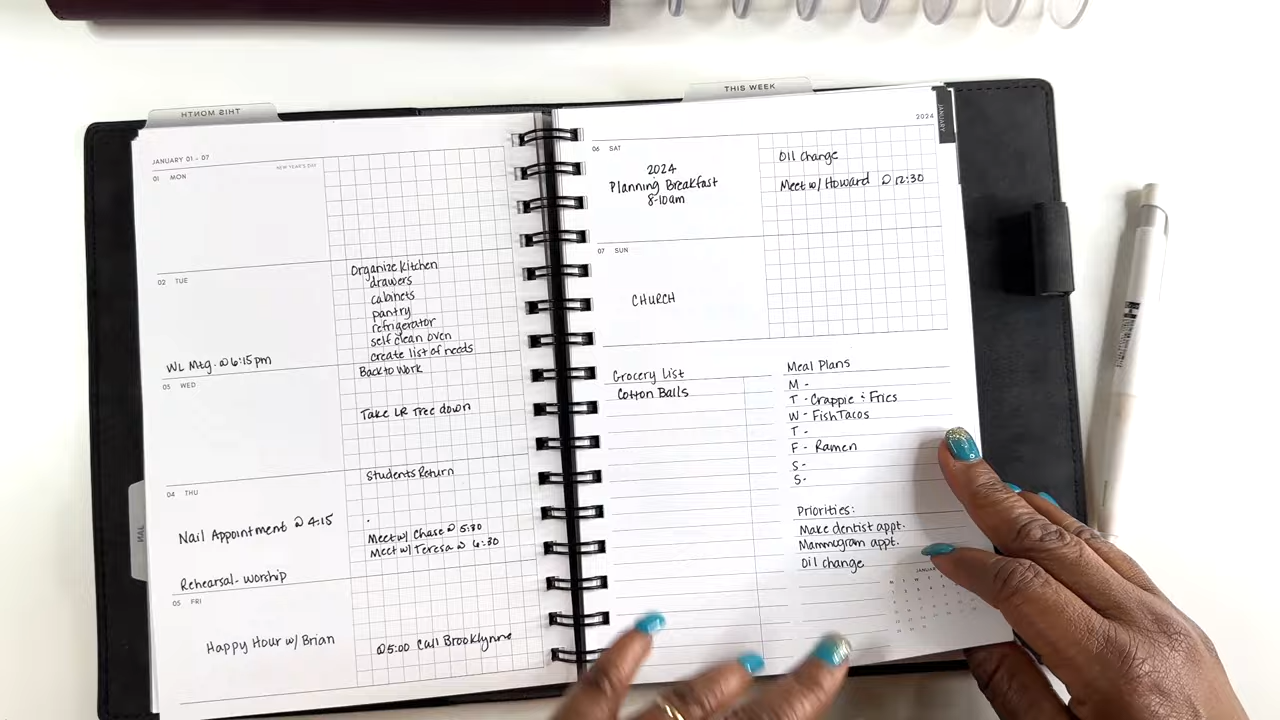 THIS MONTH
JANUARY 01 - 07
01 MON
NEW YEAR'S DAY
02 TUE
WL Mtg. @ 6:15pm
Organize Kitchen
drawers
cabinets
pantry
refrigerator
self clean oven
create list of needs
03 WED
Back to work
Take LR Tree down
04 THU
Nail Appointment @ 4:15
Rehearsal - Worship
Students Return
Meet w/ Chase @ 5:30
Meet w/ Teresa @ 6:30
05 FRI
Happy Hour w/ Brian
@5:00 Call Brooklynne
THIS WEEK
2024
JANUARY
06 SAT
2024
Planning Breakfast
8-10am
Oil Change
Meet w/ Howard @ 12:30
07 SUN
CHURCH
Grocery List
Cotton Balls
Meal Plans
M -
T - Crappie & Fries
W - Fish Tacos
T -
F - Ramen
S -
S -
Priorities:
Make dentist appt.
Mammogram appt.
Oil change